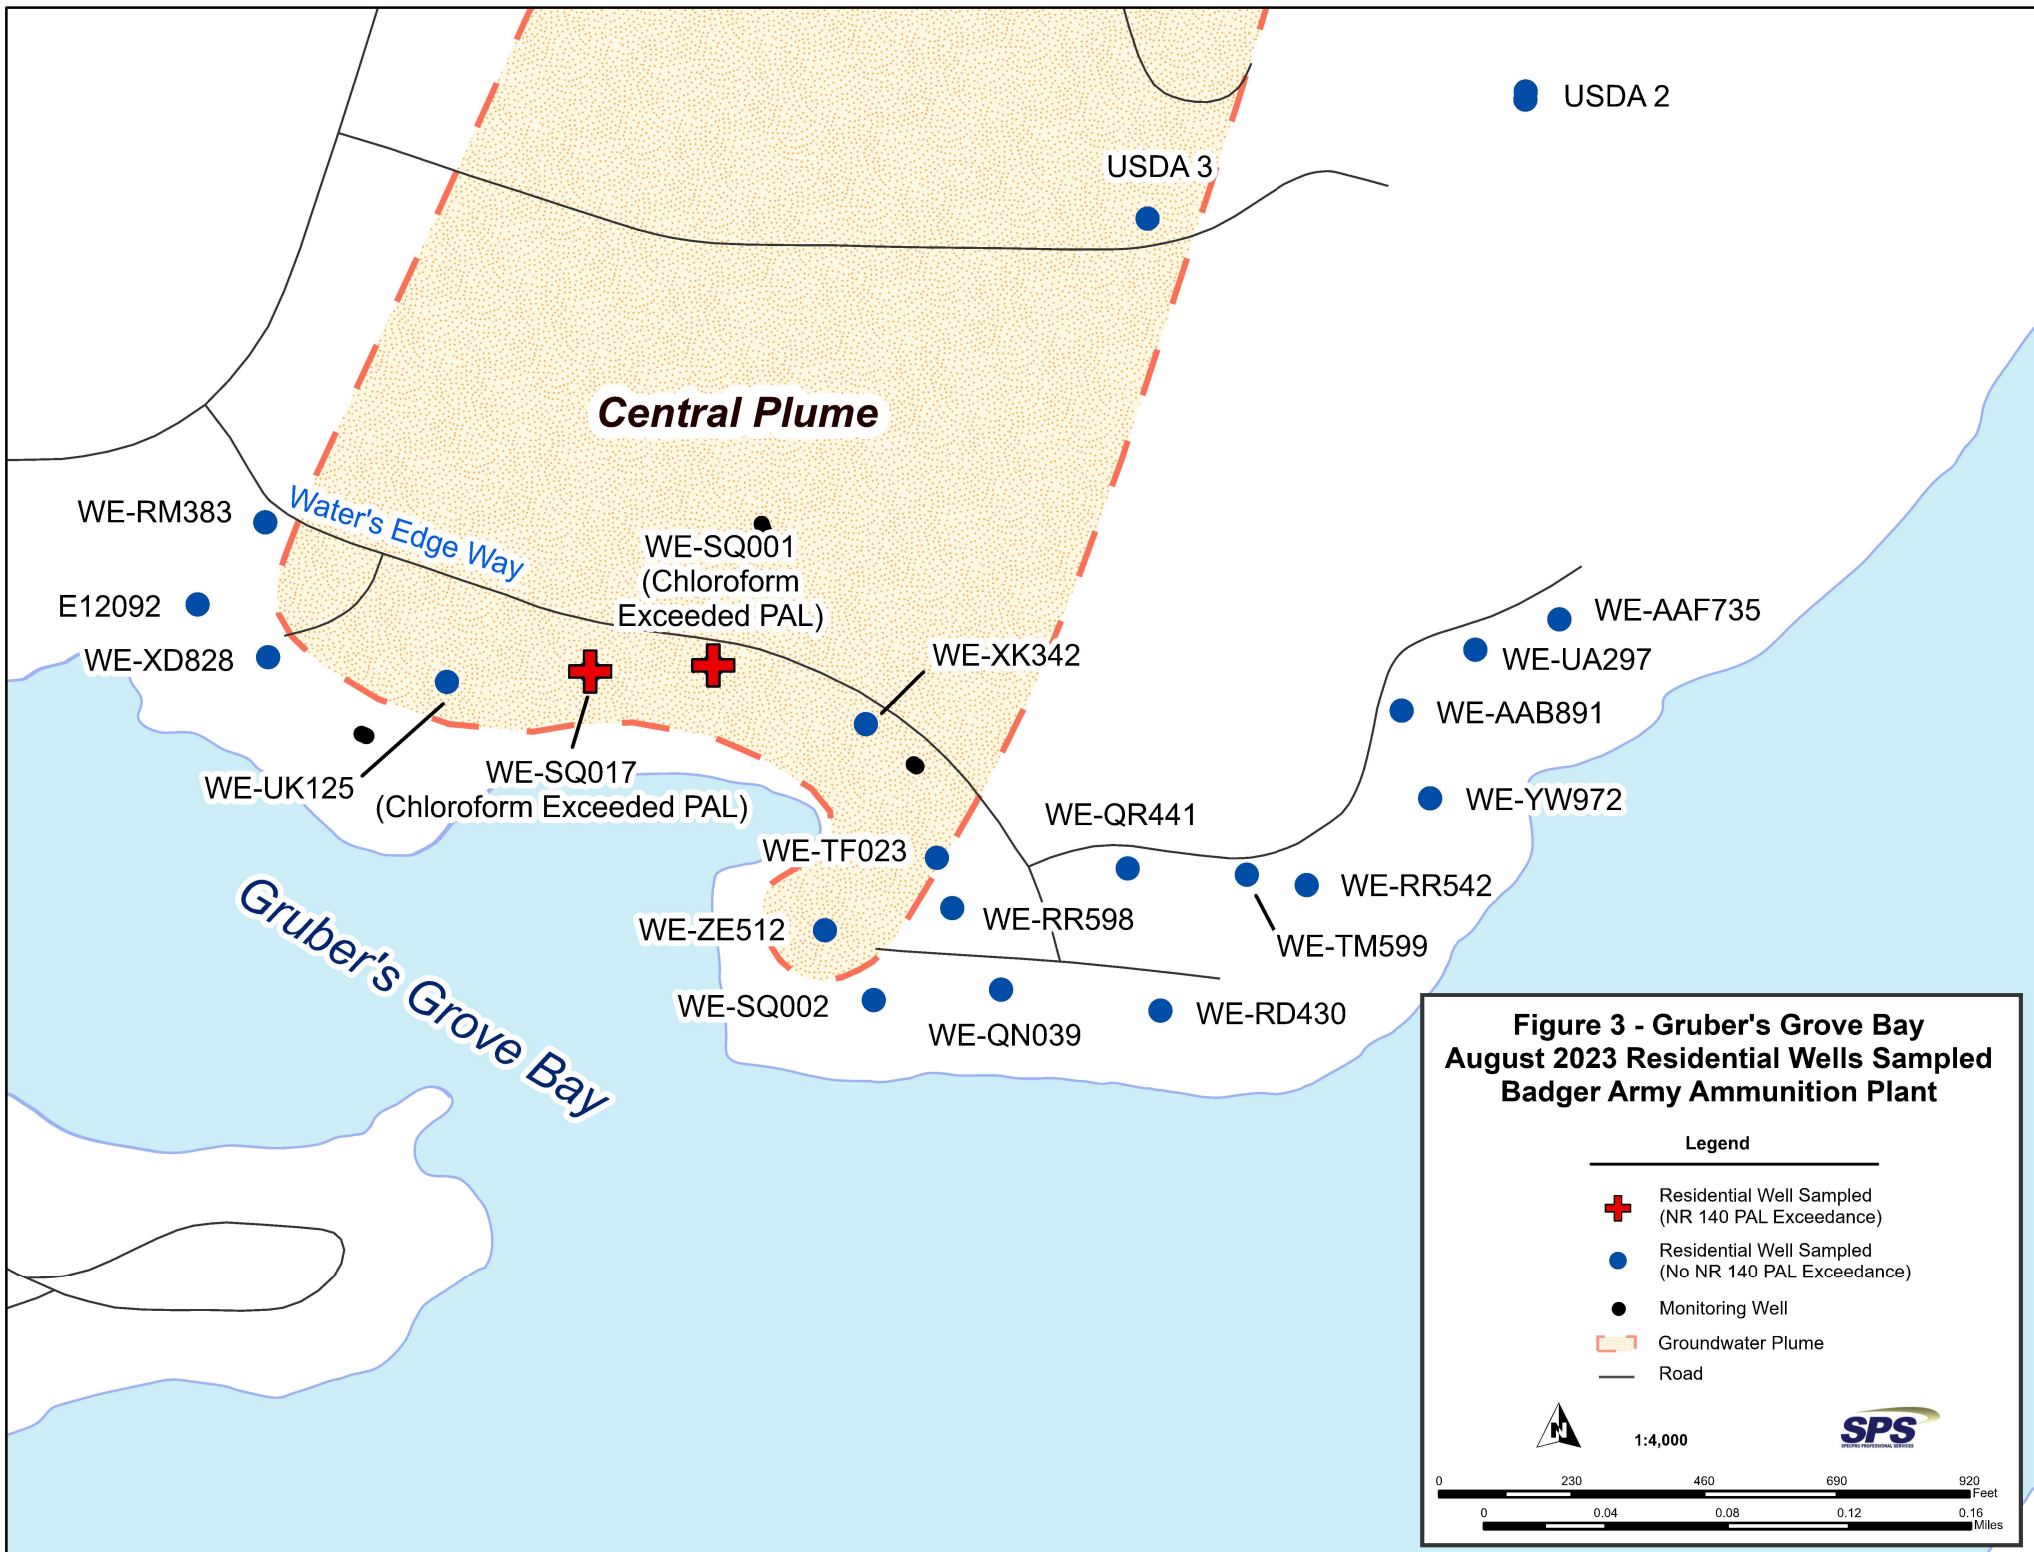 USDA 2
USDA 3
Central Plume
WE-RM383
Water's Edge Way
WE-SQ001
(Chloroform
Exceeded PAL)
E12092
WE-XD828
WE-XK342
WE-AAF735
WE-UA297
WE-AAB891
WE-UK125
WE-SQ017
(Chloroform Exceeded PAL)
WE-YW972
WE-QR441
WE-TF023
WE-RR542
WE-RR598
WE-ZE512
WE-TM599
WE-SQ002
WE-QN039
WE-RD430
Gruber's Grove Bay
Figure 3 - Gruber's Grove Bay
August 2023 Residential Wells Sampled
Badger Army Ammunition Plant
Legend
Residential Well Sampled
(NR 140 PAL Exceedance)
Residential Well Sampled
(No NR 140 PAL Exceedance)
Monitoring Well
Groundwater Plume
Road
N
1:4,000
SPS
SPECPRO PROFESSIONAL SERVICES
0 230 460 690 920
Feet
0 0.04 0.08 0.12 0.16
Miles